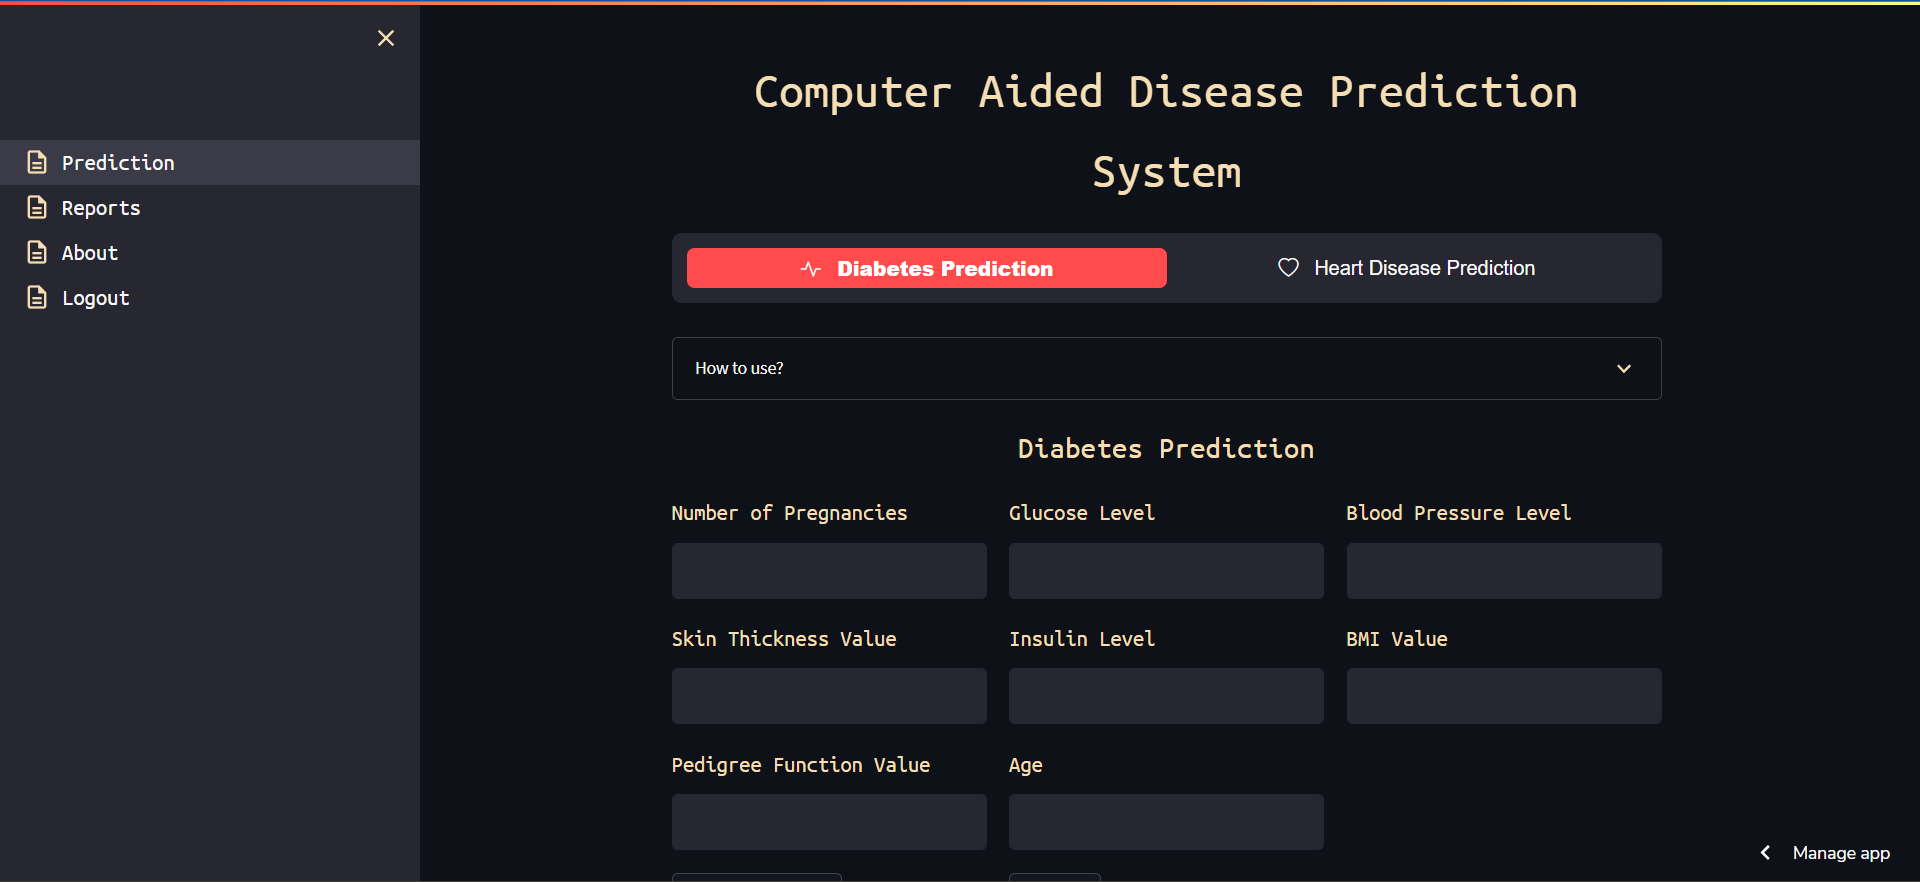 Prediction
Reports
About
Logout
Computer Aided Disease Prediction
System
Diabetes Prediction
Heart Disease Prediction
How to use?
Diabetes Prediction
Number of Pregnancies
Glucose Level
Blood Pressure Level
Skin Thickness Value
Insulin Level
BMI Value
Pedigree Function Value
Age
Manage app